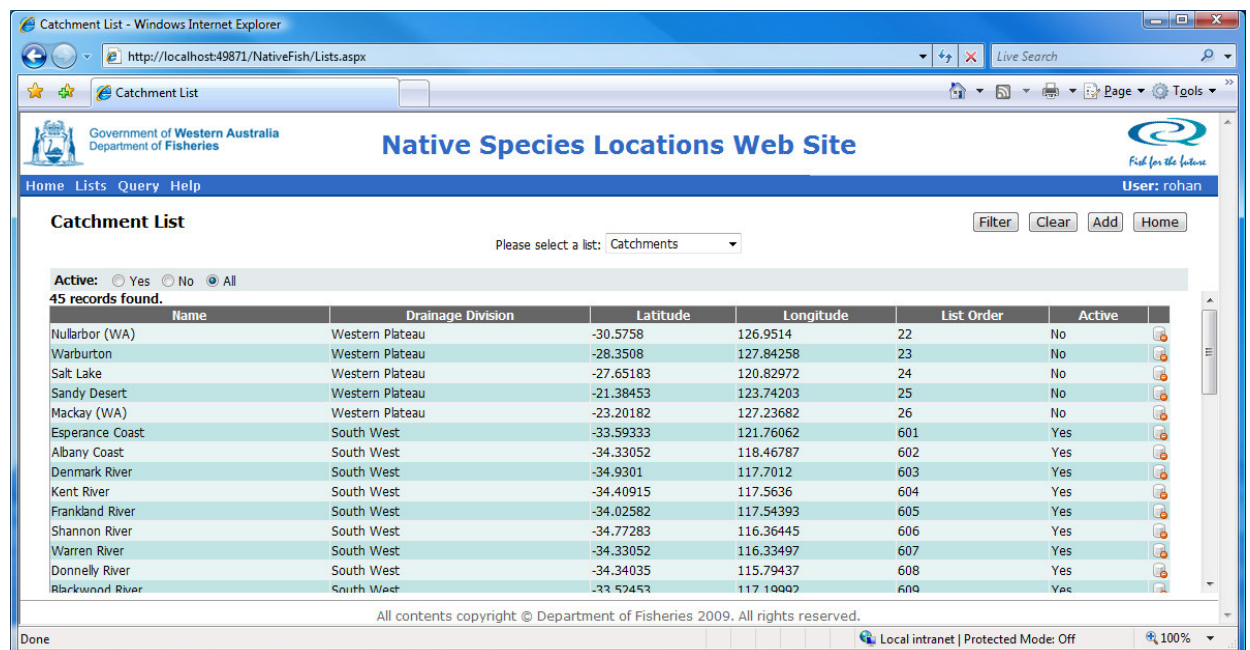 Catchment List - Windows Internet Explorer
http://localhost:49871/NativeFish/Lists.aspx
Live Search
Catchment List
Page
Tools
Government of Western Australia
Department of Fisheries
Native Species Locations Web Site
Fish for the future
Home Lists Query Help
User: rohan
Catchment List
Filter Clear Add Home
Please select a list: Catchments
Active: Yes No All
45 records found.
Name Drainage Division Latitude Longitude List Order Active
Nullarbor (WA) Western Plateau -30.5758 126.9514 22 No
Warburton Western Plateau -28.3508 127.84258 23 No
Salt Lake Western Plateau -27.65183 120.82972 24 No
Sandy Desert Western Plateau -21.38453 123.74203 25 No
Mackay (WA) Western Plateau -23.20182 127.23682 26 No
Esperance Coast South West -33.59333 121.76062 601 Yes
Albany Coast South West -34.33052 118.46787 602 Yes
Denmark River South West -34.9301 117.7012 603 Yes
Kent River South West -34.40915 117.5636 604 Yes
Frankland River South West -34.02582 117.54393 605 Yes
Shannon River South West -34.77283 116.36445 606 Yes
Warren River South West -34.33052 116.33497 607 Yes
Donnelly River South West -34.34035 115.79437 608 Yes
Blackwood River South West -33.52453 117.19992 609 Yes
All contents copyright © Department of Fisheries 2009. All rights reserved.
Done
Local intranet | Protected Mode: Off
100%